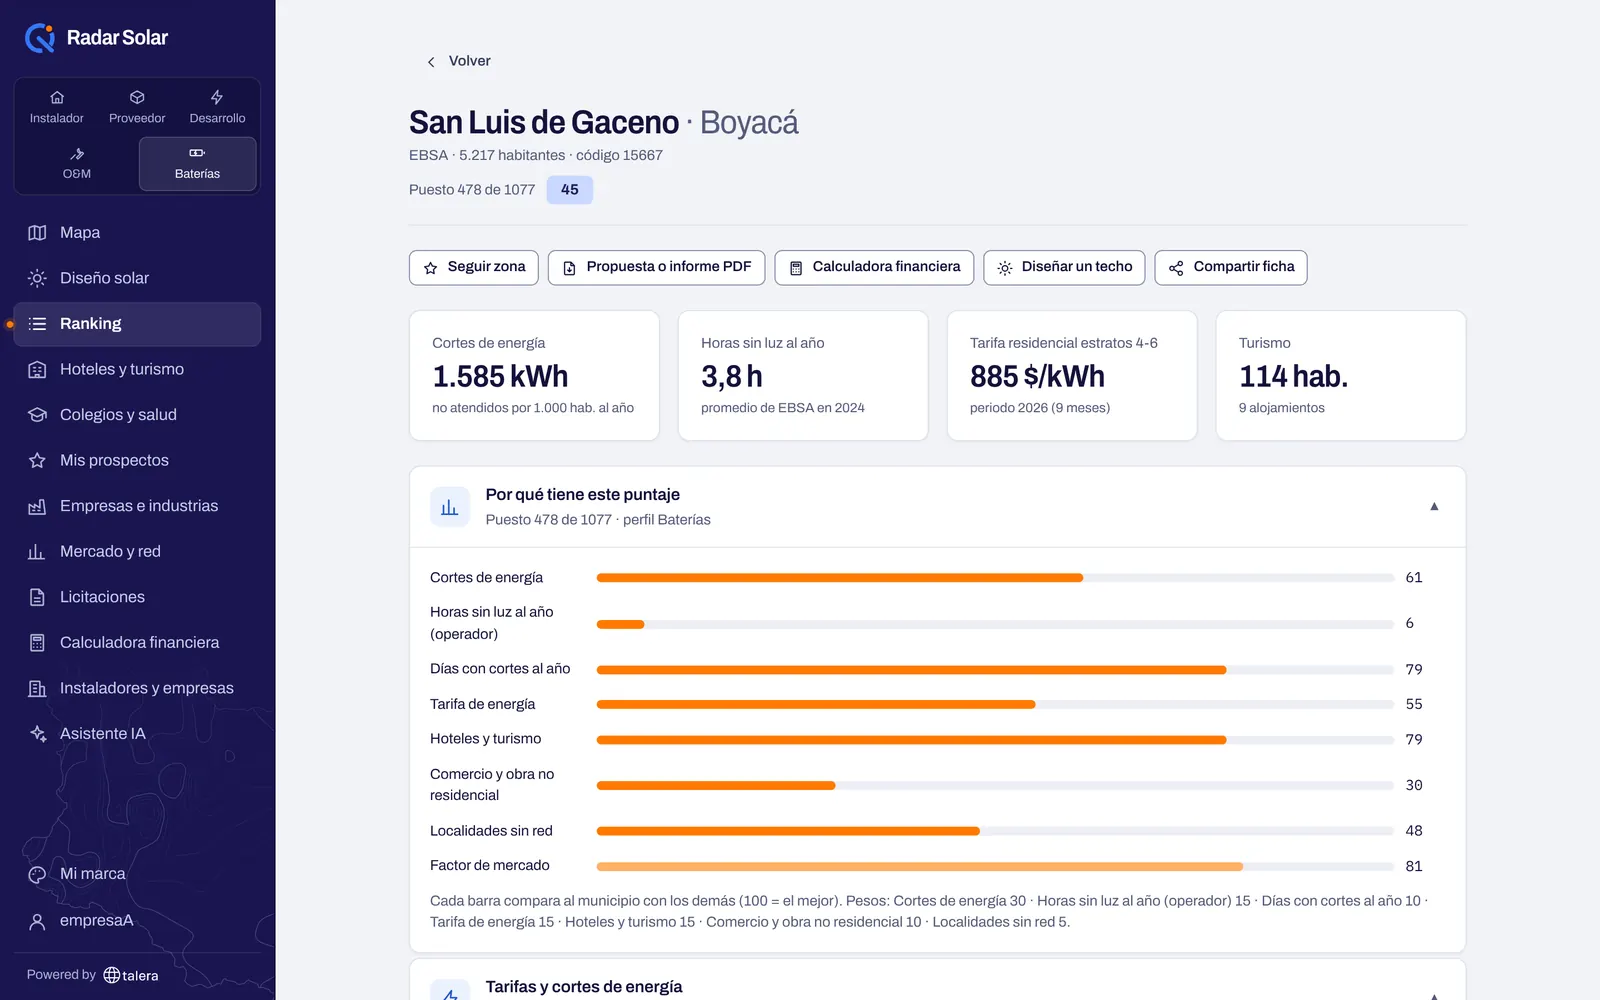 Radar Solar
Instalador
Proveedor
Desarrollo
O&M
Baterías
Mapa
Diseño solar
Ranking
Hoteles y turismo
Colegios y salud
Mis prospectos
Empresas e industrias
Mercado y red
Licitaciones
Calculadora financiera
Instaladores y empresas
Asistente IA
Mi marca
empresaA
Powered by talera
Volver
San Luis de Gaceno · Boyacá
EBSA · 5.217 habitantes · código 15667
Puesto 478 de 1077 45
Seguir zona
Propuesta o informe PDF
Calculadora financiera
Diseñar un techo
Compartir ficha
Cortes de energía
1.585 kWh
no atendidos por 1.000 hab. al año
Horas sin luz al año
3,8 h
promedio de EBSA en 2024
Tarifa residencial estratos 4-6
885 $/kWh
periodo 2026 (9 meses)
Turismo
114 hab.
9 alojamientos
Por qué tiene este puntaje
Puesto 478 de 1077 · perfil Baterías
▲
Cortes de energía 61
Horas sin luz al año
(operador) 6
Días con cortes al año 79
Tarifa de energía 55
Hoteles y turismo 79
Comercio y obra no
residencial 30
Localidades sin red 48
Factor de mercado 81
Cada barra compara al municipio con los demás (100 = el mejor). Pesos: Cortes de energía 30 · Horas sin luz al año (operador) 15 · Días con cortes al año 10 ·
Tarifa de energía 15 · Hoteles y turismo 15 · Comercio y obra no residencial 10 · Localidades sin red 5.
Tarifas y cortes de energía
▲